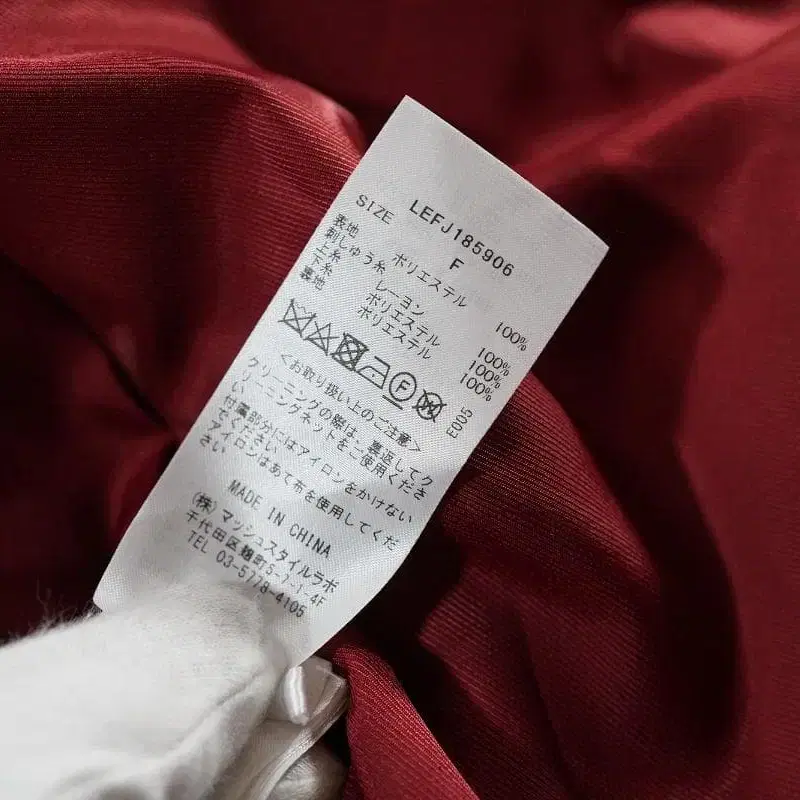 LEFJ185906
SIZE F
表地 ポリエステル 100%
刺しゅう糸
上糸 レーヨン 100%
下糸 ポリエステル 100%
裏地 ポリエステル 100%
F
E005
<お取り扱い上のご注意>
クリーニングの際は、裏返してク
リーニングネットをご使用くださ
い
付属部分にはアイロンをかけない
でください
アイロンはあて布を使用してくだ
さい
MADE IN CHINA
(株)マッシュスタイルラボ
千代田区麹町5-7-1-4F
TEL 03-5778-4105